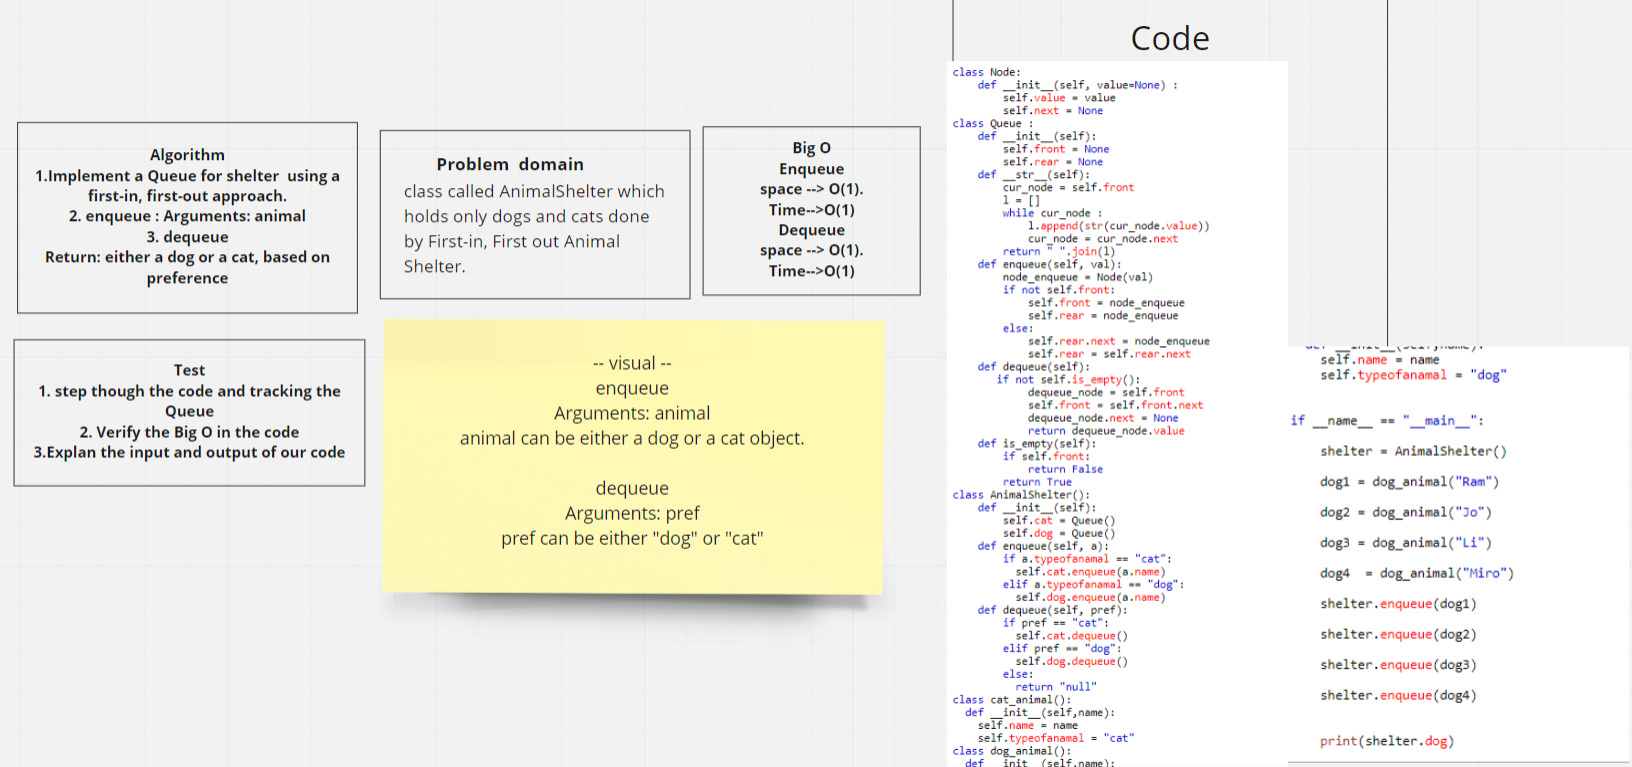 Algorithm
1.Implement a Queue for shelter using a
first-in, first-out approach.
2. enqueue : Arguments: animal
3. dequeue
Return: either a dog or a cat, based on
preference
Problem domain
class called AnimalShelter which
holds only dogs and cats done
by First-in, First out Animal
Shelter.
Big O
Enqueue
space --> O(1).
Time-->O(1)
Dequeue
space --> O(1).
Time-->O(1)
Test
1. step though the code and tracking the
Queue
2. Verify the Big O in the code
3.Explan the input and output of our code
-- visual --
enqueue
Arguments: animal
animal can be either a dog or a cat object.
dequeue
Arguments: pref
pref can be either "dog" or "cat"
Code
class Node:
    def __init__(self, value=None) :
        self.value = value
        self.next = None
class Queue :
    def __init__(self):
        self.front = None
        self.rear = None
    def __str__(self):
        cur_node = self.front
        l = []
        while cur_node :
            l.append(str(cur_node.value))
            cur_node = cur_node.next
        return " ".join(l)
    def enqueue(self, val):
        node_enqueue = Node(val)
        if not self.front:
            self.front = node_enqueue
            self.rear = node_enqueue
        else:
            self.rear.next = node_enqueue
            self.rear = self.rear.next
    def dequeue(self):
       if not self.is_empty():
            dequeue_node = self.front
            self.front = self.front.next
            dequeue_node.next = None
            return dequeue_node.value
    def is_empty(self):
        if self.front:
            return False
        return True
class AnimalShelter():
    def __init__(self):
        self.cat = Queue()
        self.dog = Queue()
    def enqueue(self, a):
        if a.typeofanamal == "cat":
          self.cat.enqueue(a.name)
        elif a.typeofanamal == "dog":
          self.dog.enqueue(a.name)
    def dequeue(self, pref):
        if pref == "cat":
          self.cat.dequeue()
        elif pref == "dog":
          self.dog.dequeue()
        else:
          return "null"
class cat_animal():
  def __init__(self,name):
    self.name = name
    self.typeofanamal = "cat"
class dog_animal():
  def __init__(self,name):
  def __init__(self,name):
    self.name = name
    self.typeofanamal = "dog"
if __name__ == "__main__":
    shelter = AnimalShelter()
    dog1 = dog_animal("Ram")
    dog2 = dog_animal("Jo")
    dog3 = dog_animal("Li")
    dog4  = dog_animal("Miro")
    shelter.enqueue(dog1)
    shelter.enqueue(dog2)
    shelter.enqueue(dog3)
    shelter.enqueue(dog4)
    print(shelter.dog)